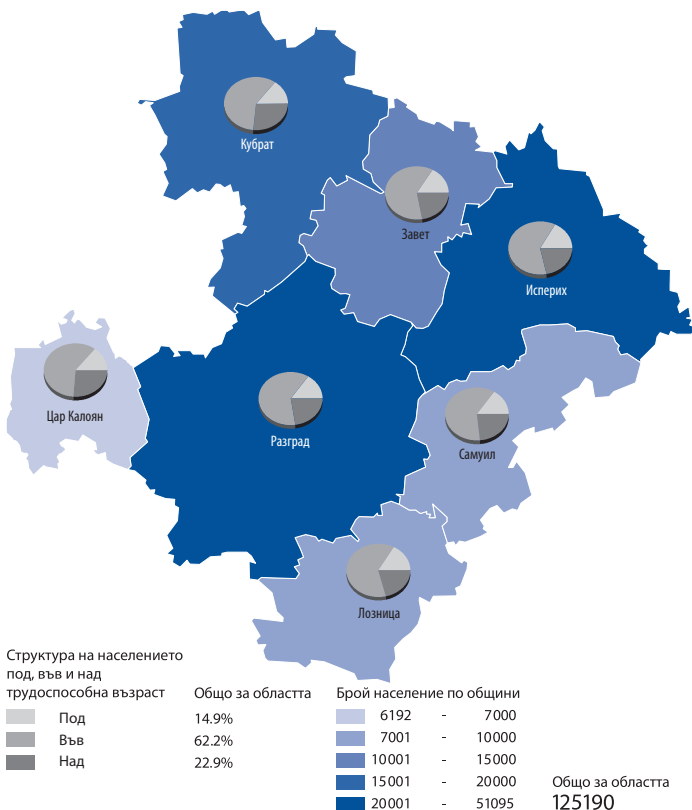 Кубрат
Завет
Исперих
Цар Калоян
Разград
Самуил
Лозница
Структура на населението
под, във и над
трудоспособна възраст
Общо за областта
Под 14.9%
Във 62.2%
Над 22.9%
Брой население по общини
6192 - 7000
7001 - 10000
10001 - 15000
15001 - 20000
20001 - 51095
Общо за областта
125190